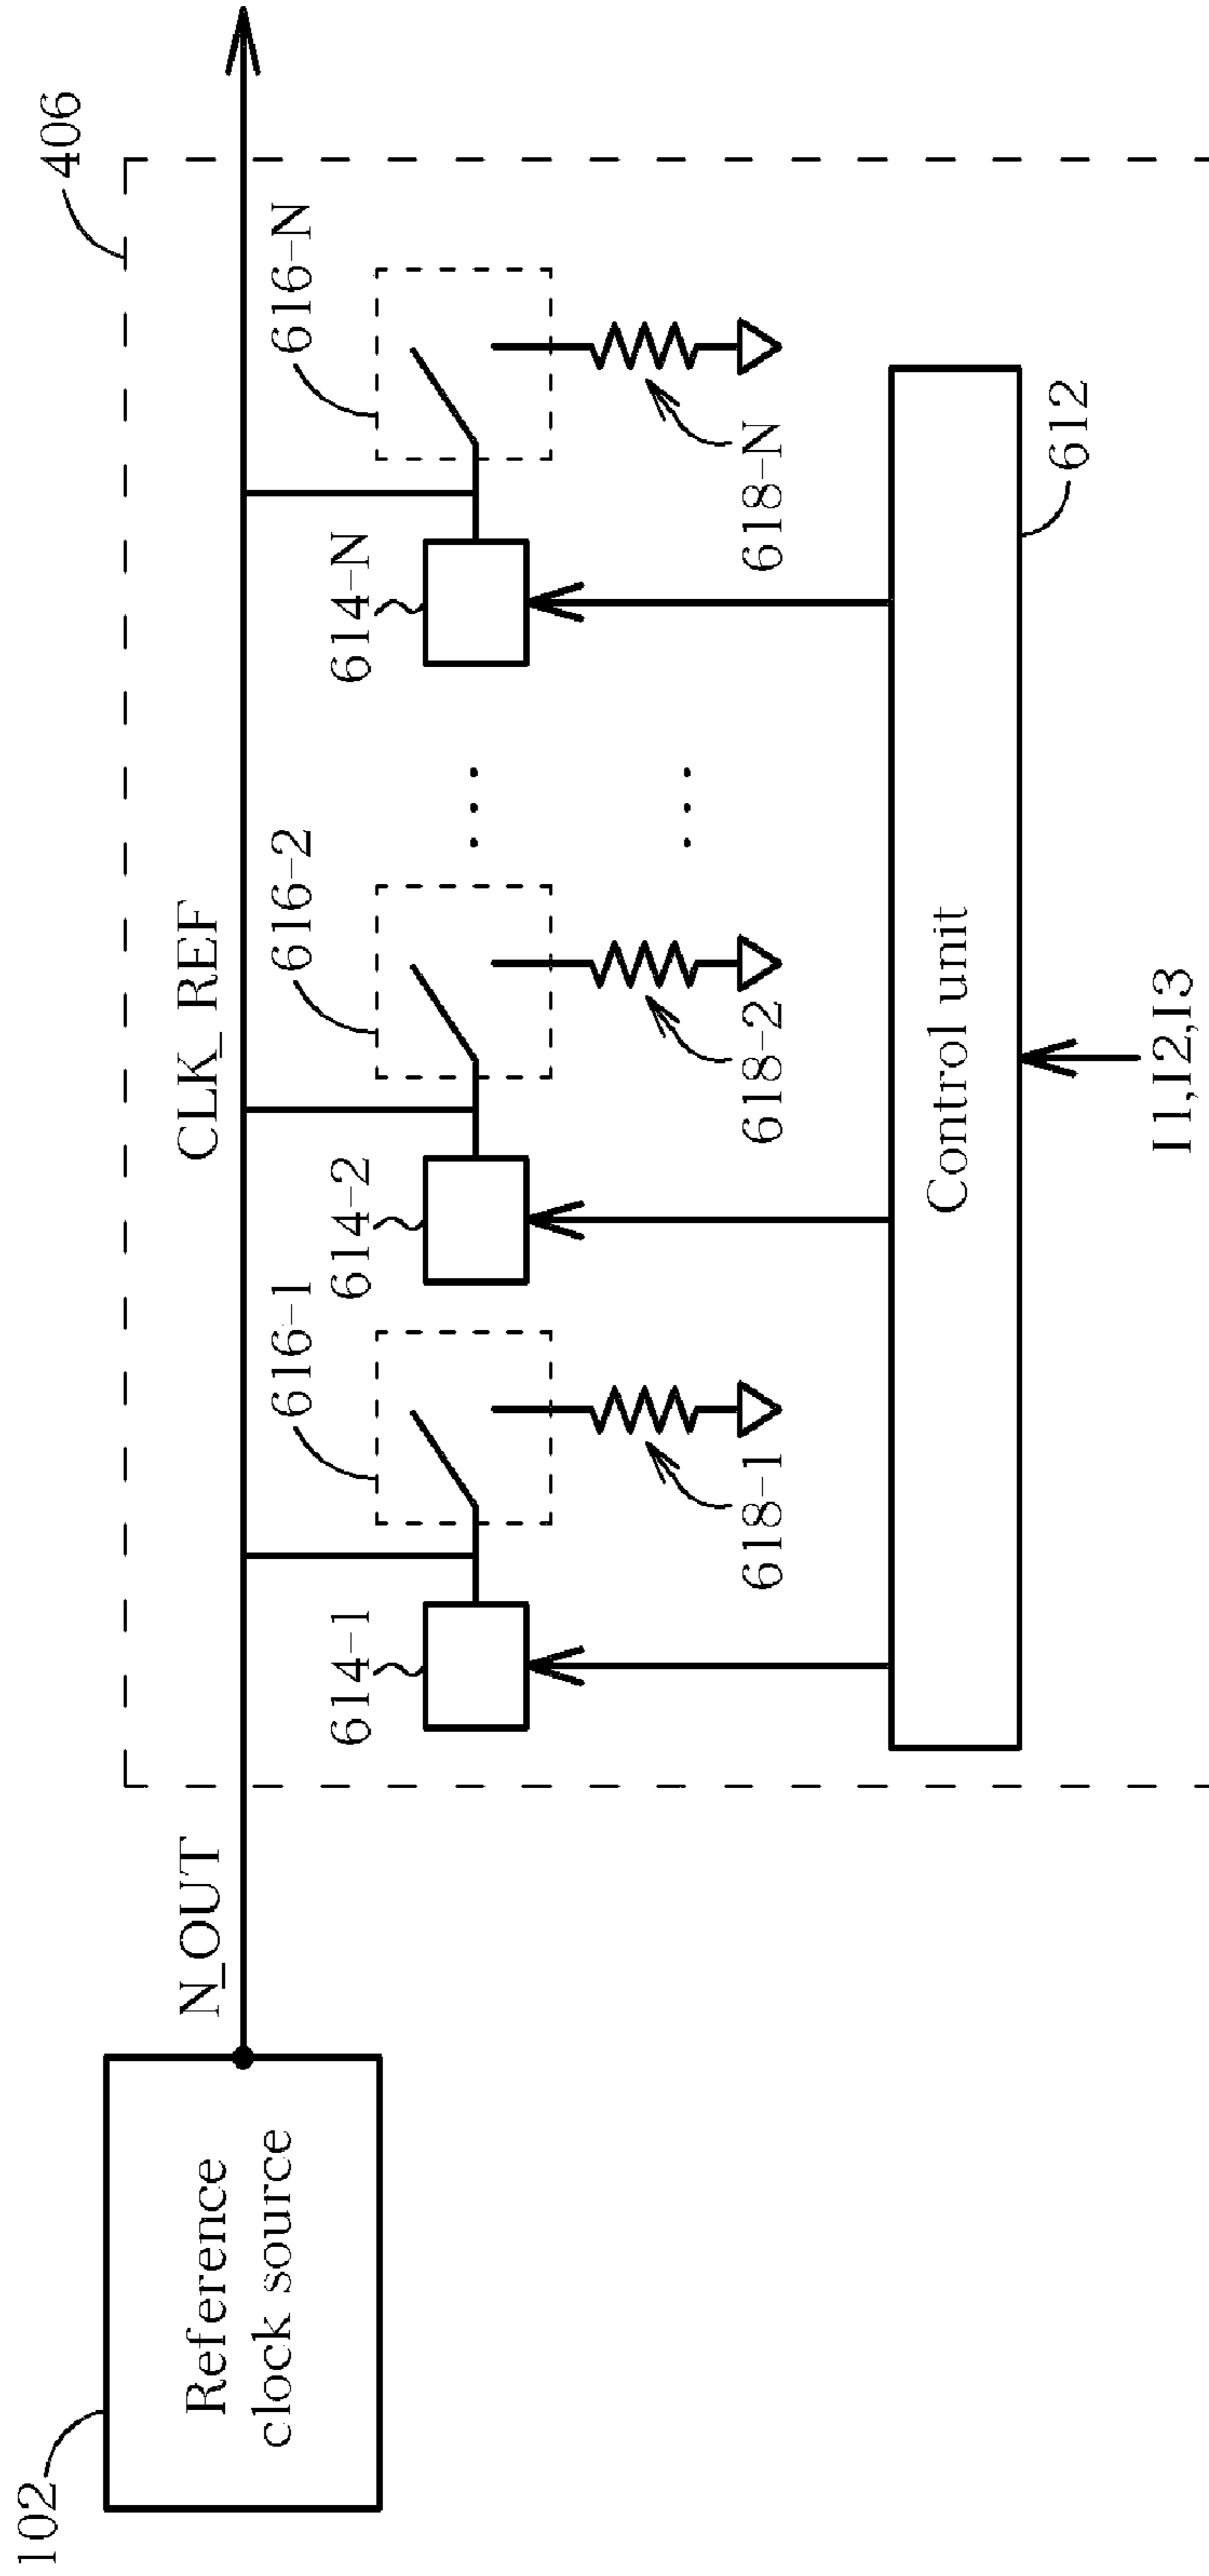 406
CLK_REF
N_OUT
616-1
616-2
616-N
614-1
614-2
614-N
102
Reference
clock source
618-1
618-2
618-N
Control unit
612
I1,I2,I3